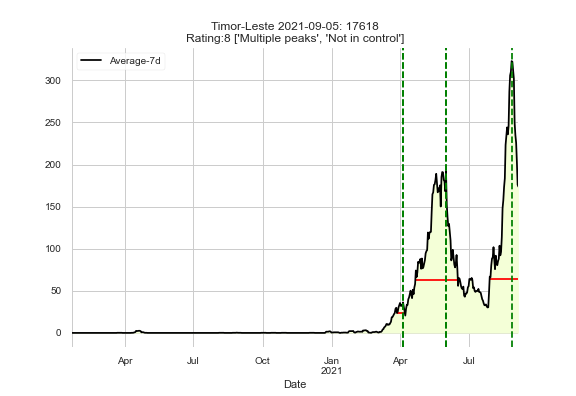 Timor-Leste 2021-09-05: 17618
Rating:8 ['Multiple peaks', 'Not in control']
Average-7d
300
250
200
150
100
50
0
Apr
Jul
Oct
Jan
2021
Apr
Jul
Date